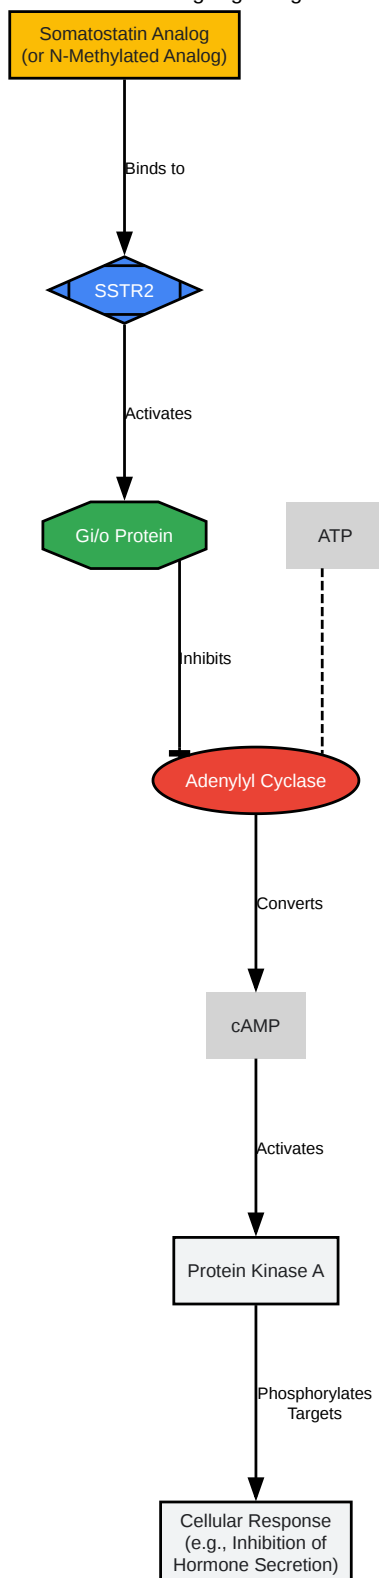 Somatostatin Analog
(or N-Methylated Analog)
Binds to
SSTR2
Activates
Gi/o Protein
ATP
Inhibits
Adenylyl Cyclase
Converts
cAMP
Activates
Protein Kinase A
Phosphorylates
Targets
Cellular Response
(e.g., Inhibition of
Hormone Secretion)